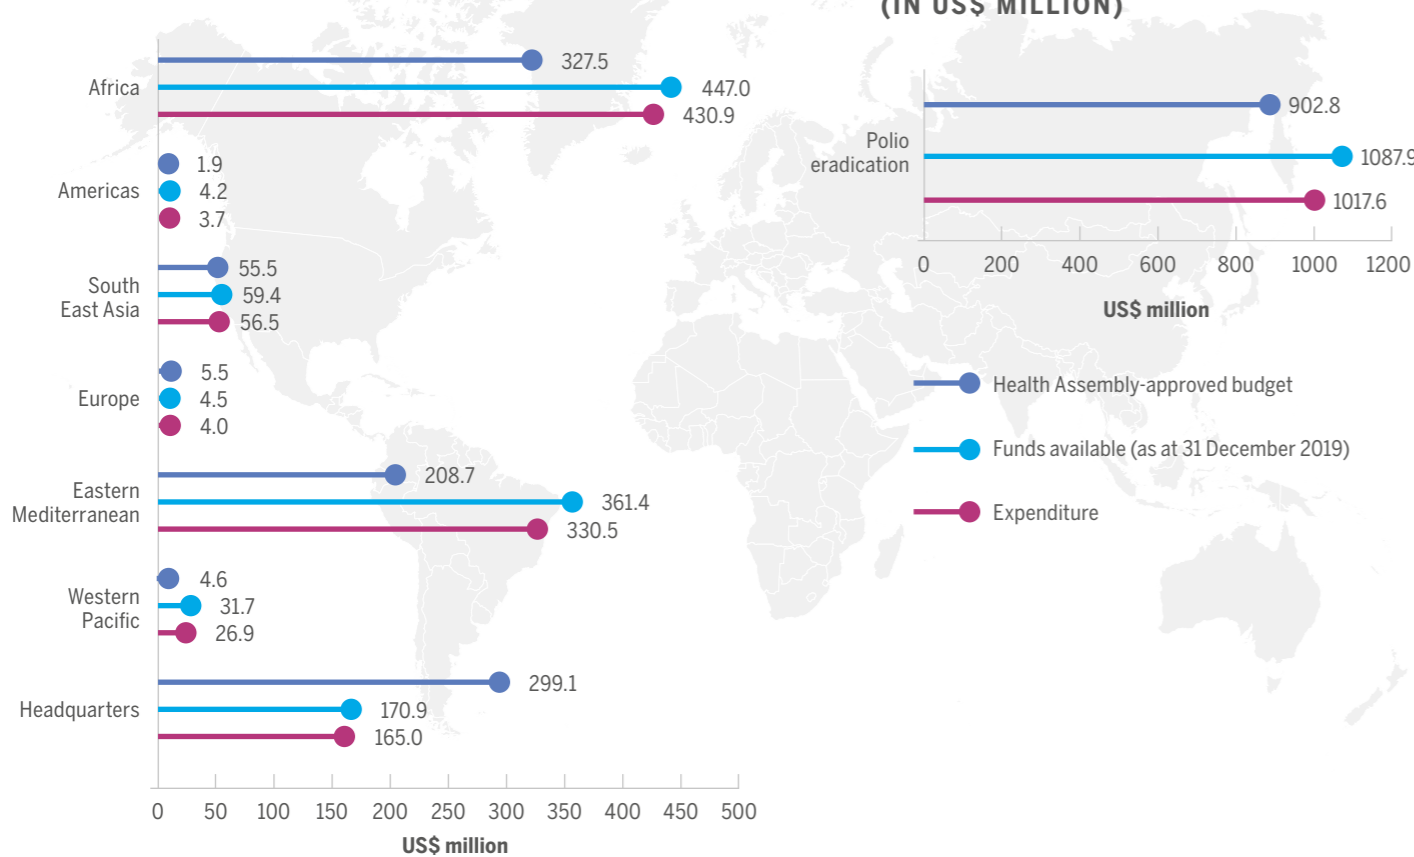 (IN US$ MILLION)
Africa
327.5
447.0
430.9
Americas
1.9
4.2
3.7
South
East Asia
55.5
59.4
56.5
Europe
5.5
4.5
4.0
Eastern
Mediterranean
208.7
361.4
330.5
Western
Pacific
4.6
31.7
26.9
Headquarters
299.1
170.9
165.0
0 50 100 150 200 250 300 350 400 450 500
US$ million
Polio
eradication
902.8
1087.9
1017.6
0 200 400 600 800 1000 1200
US$ million
Health Assembly-approved budget
Funds available (as at 31 December 2019)
Expenditure